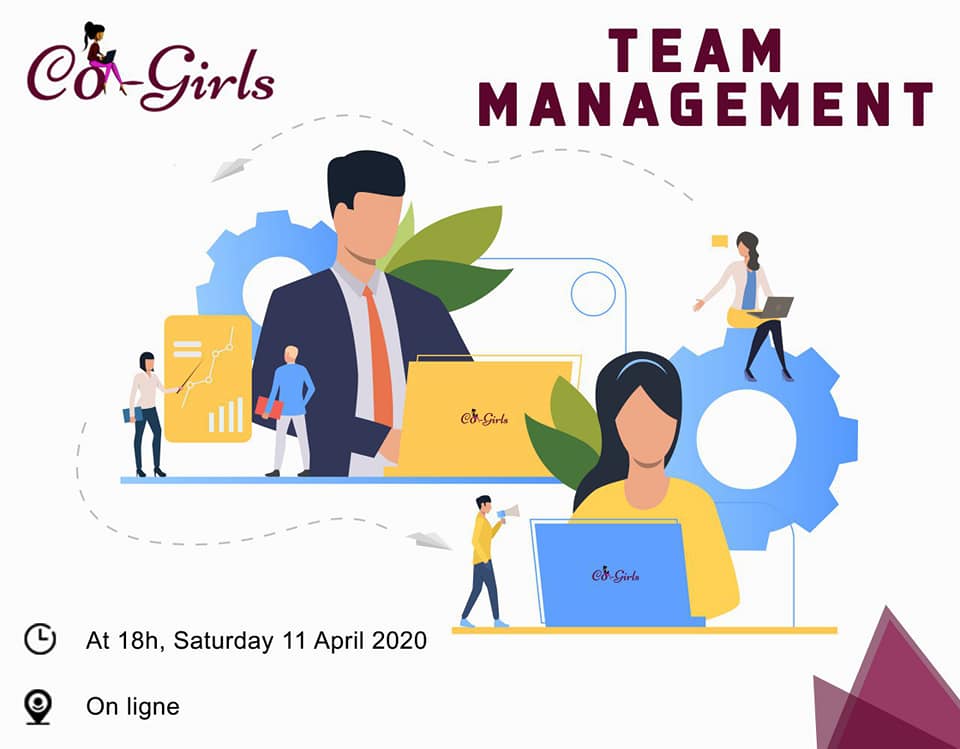 Co-Girls
TEAM
MANAGEMENT
Co-Girls
Co-Girls
At 18h, Saturday 11 April 2020
On ligne